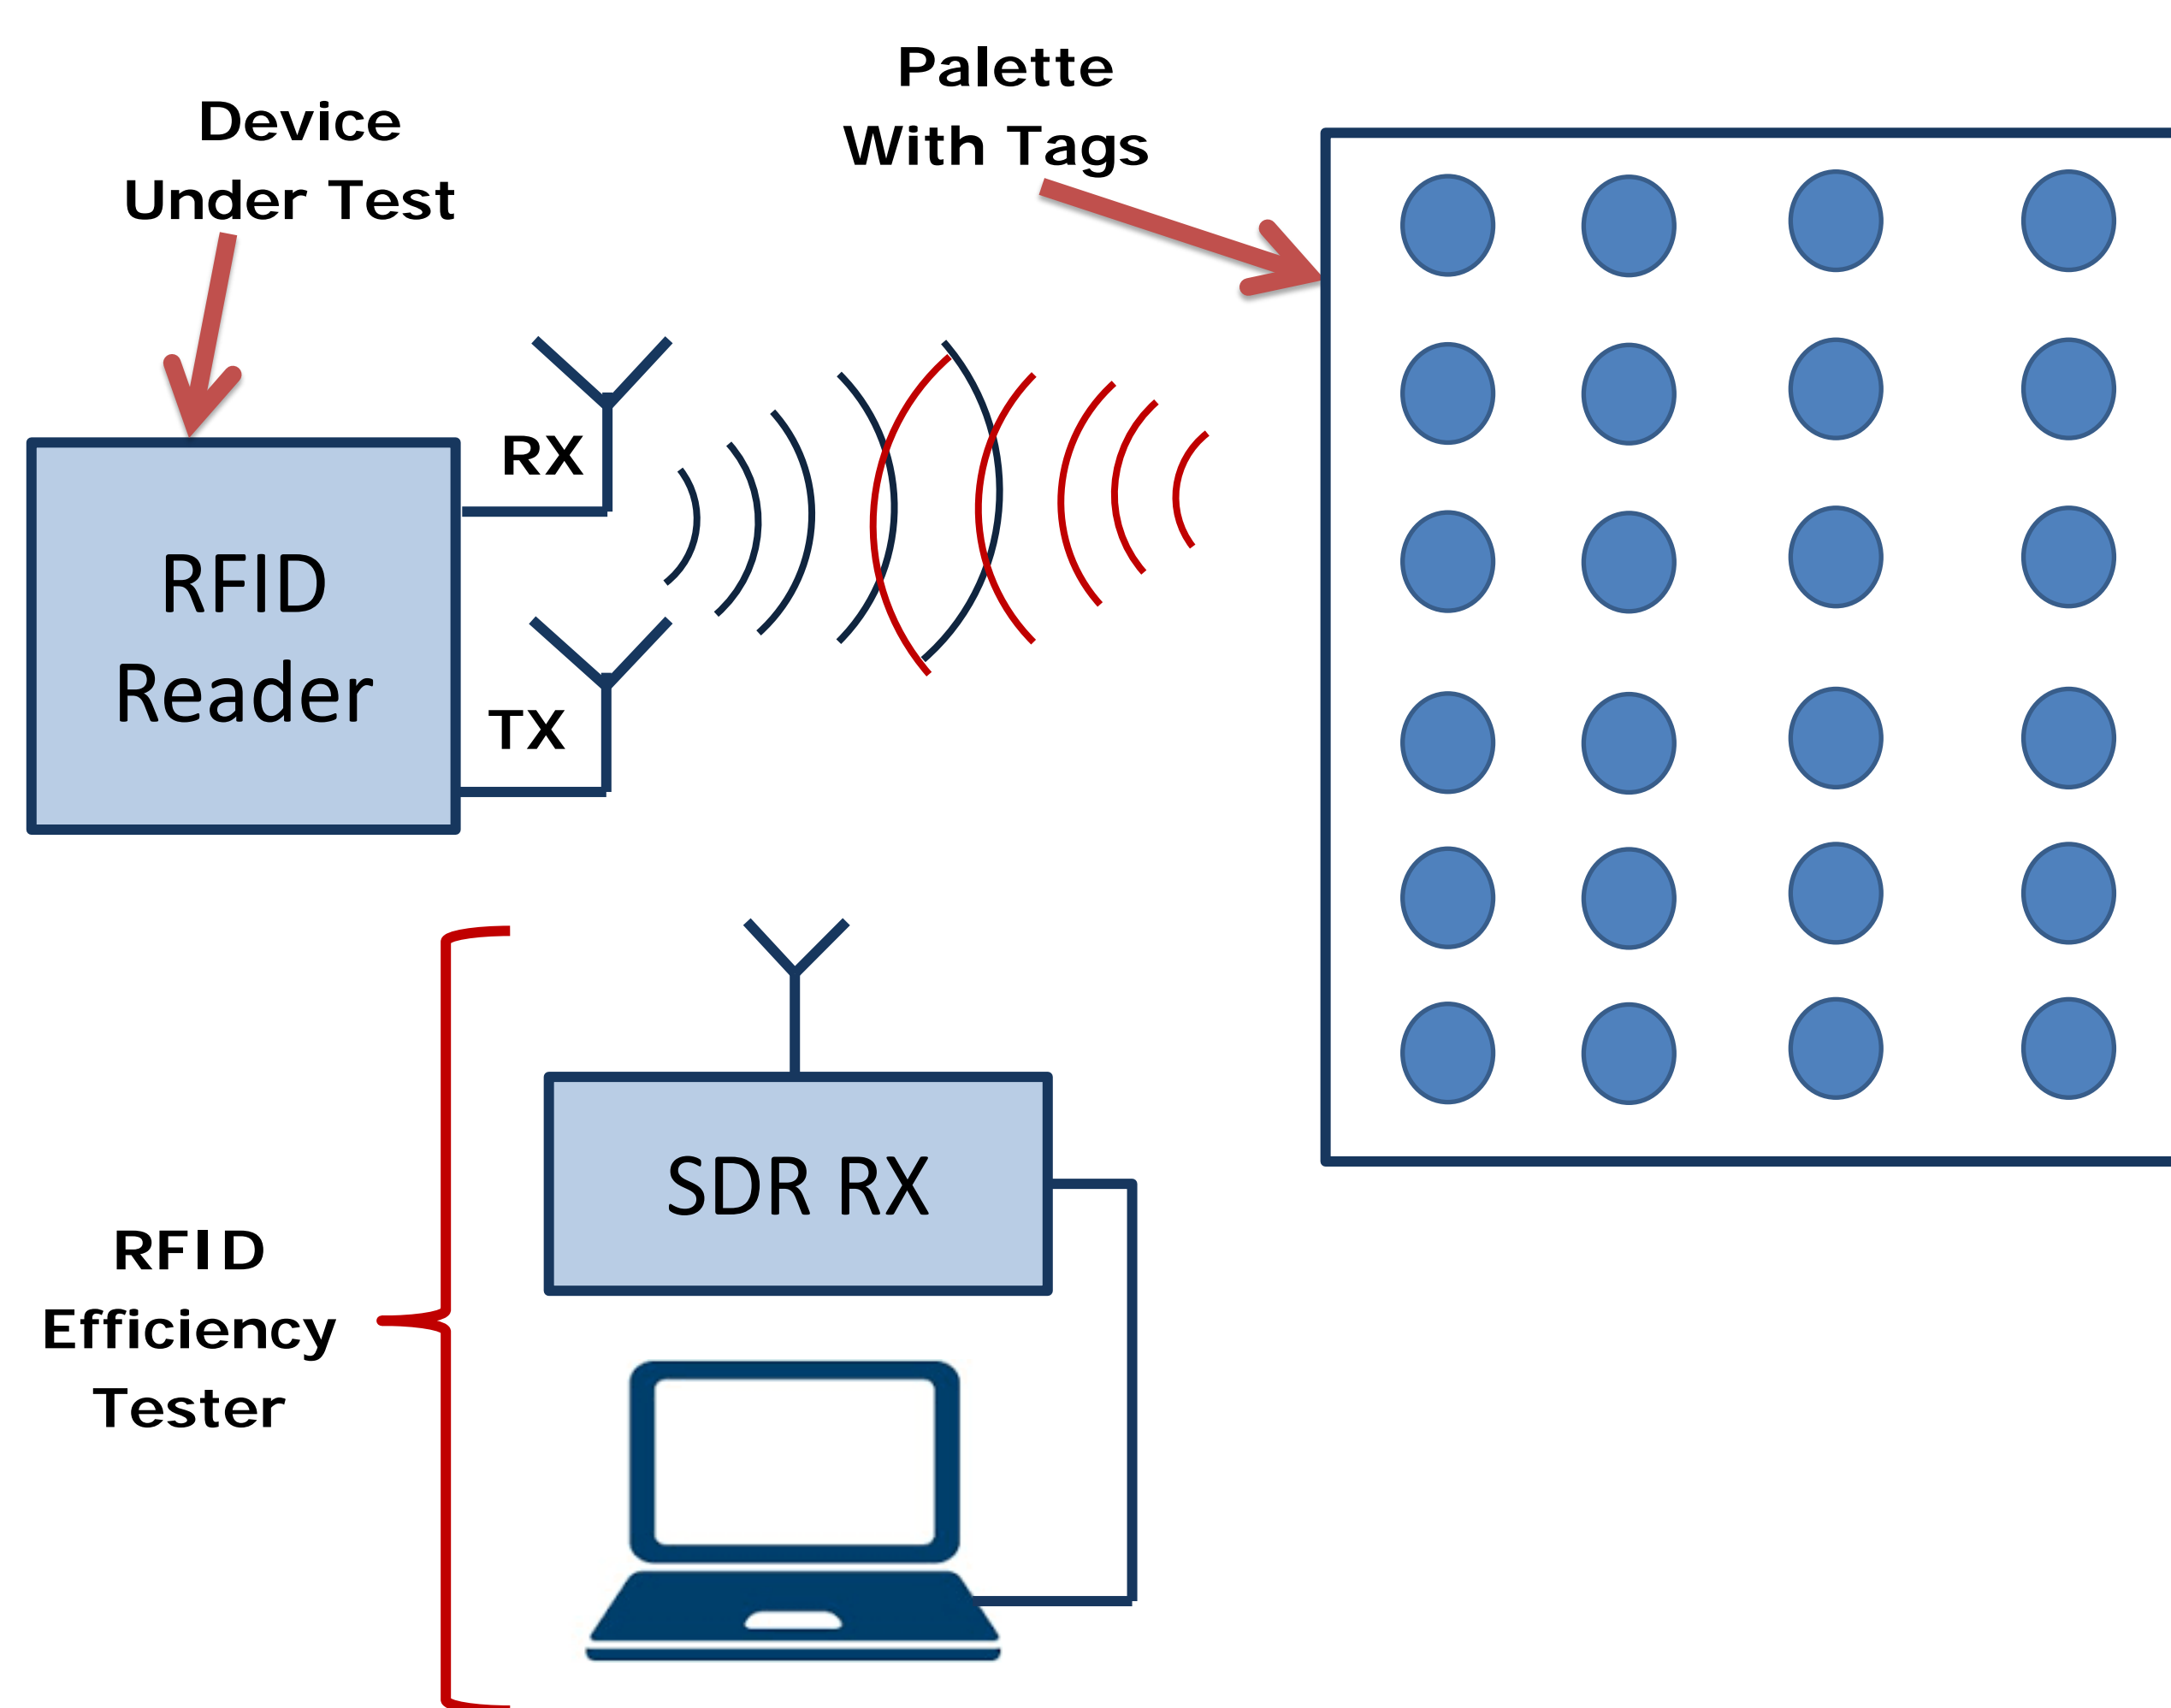 Palette
With Tags
Device
Under Test
RX
RFID
Reader
TX
SDR RX
RFID
Efficiency
Tester